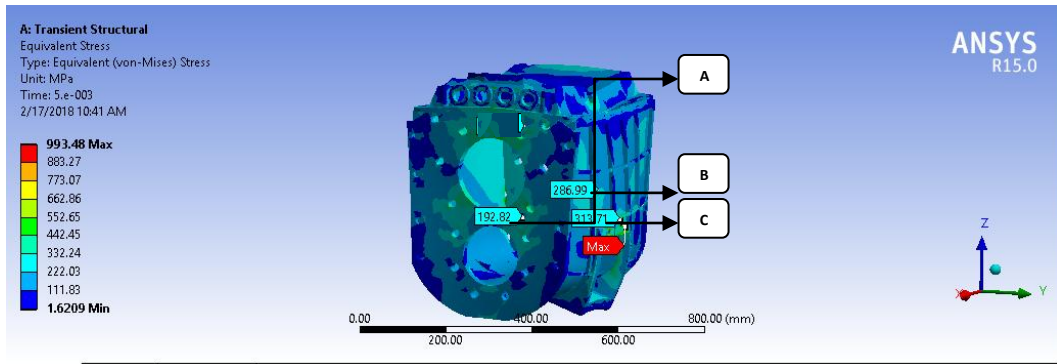 A: Transient Structural
Equivalent Stress
Type: Equivalent (von-Mises) Stress
Unit: MPa
Time: 5.e-003
2/17/2018 10:41 AM
993.48 Max
883.27
773.07
662.86
552.65
442.45
332.24
222.03
111.83
1.6209 Min
ANSYS
R15.0
A
B
C
286.99
192.82
313.71
Max
0.00
400.00
800.00 (mm)
200.00
600.00
Z
Y
X